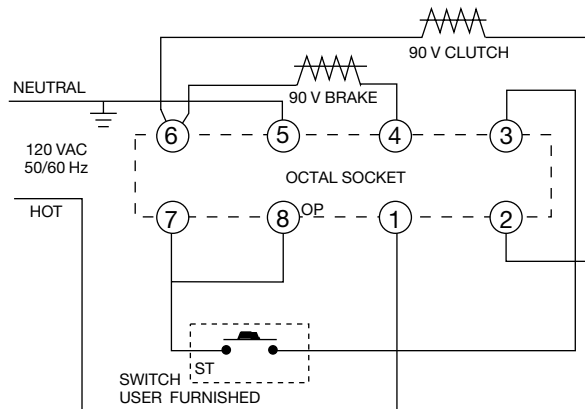 90 V CLUTCH
NEUTRAL
90 V BRAKE
6
5
4
3
120 VAC
50/60 Hz
OCTAL SOCKET
HOT
7
8
OP
1
2
ST
SWITCH
USER FURNISHED